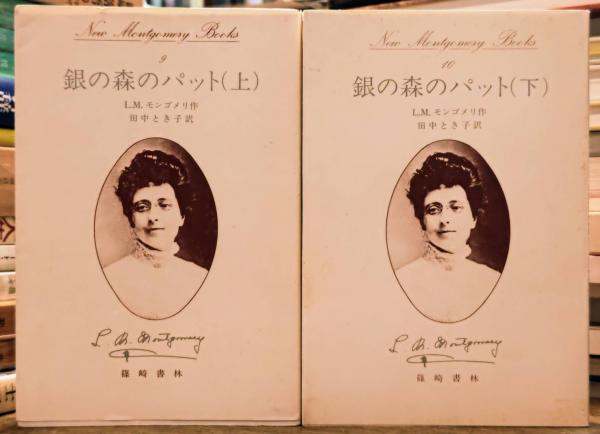 New Montgomery Books
9
銀の森のパット(上)
L.M. モンゴメリ作
田中とき子訳
L. M. Montgomery
篠崎書林
New Montgomery Books
10
銀の森のパット(下)
L.M. モンゴメリ作
田中とき子訳
L. M. Montgomery
篠崎書林